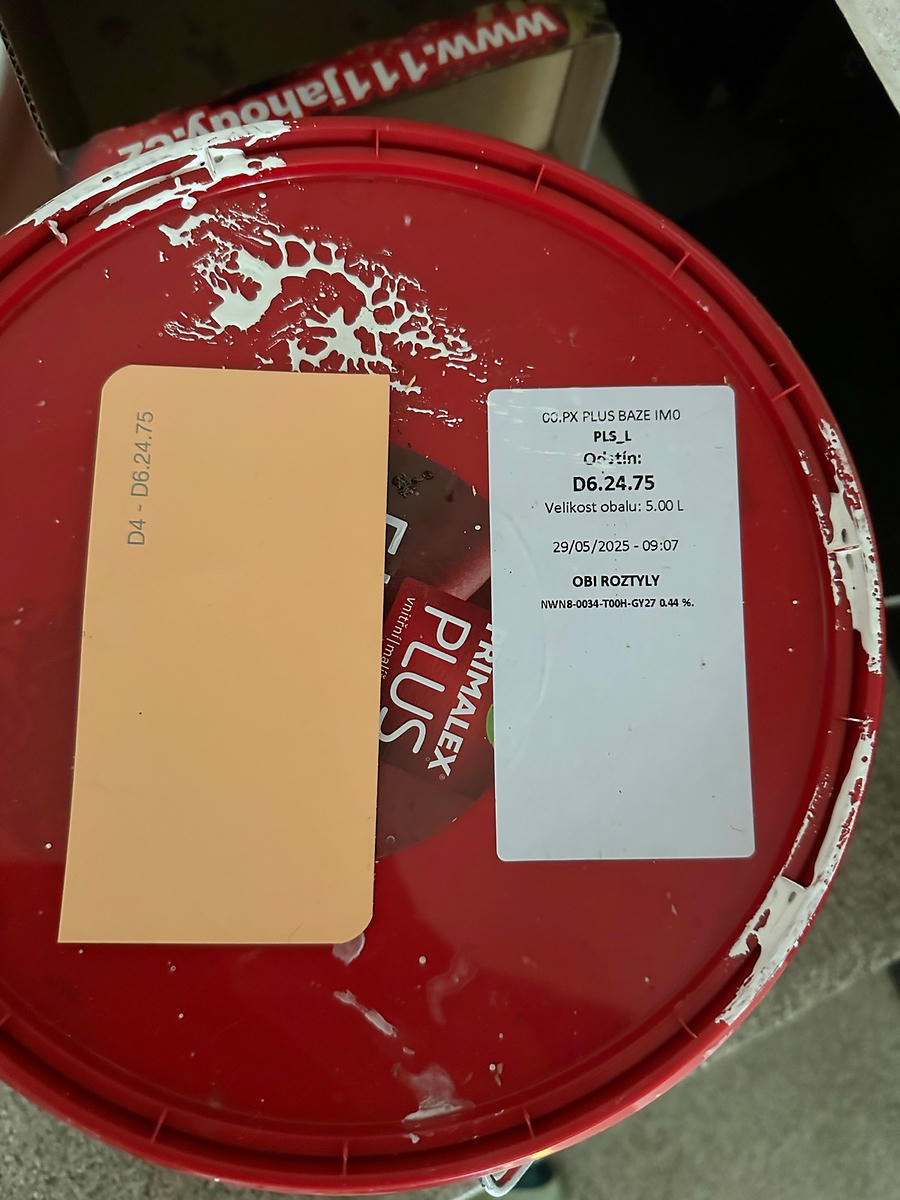 www.111jahody.cz
D4 - D6.24.75
00.PX PLUS BAZE IM0
PLS_L
Odstín:
D6.24.75
Velikost obalu: 5.00 L
29/05/2025 - 09:07
OBI ROZTYLY
NWN8-0034-T00H-GY27 0.44 %.
PRIMALEX®
PLUS
vnitřní|malíř